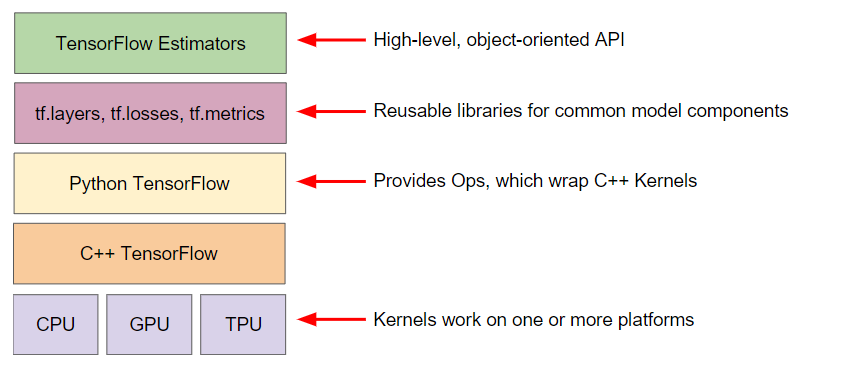 TensorFlow Estimators
High-level, object-oriented API
tf.layers, tf.losses, tf.metrics
Reusable libraries for common model components
Python TensorFlow
Provides Ops, which wrap C++ Kernels
C++ TensorFlow
CPU
GPU
TPU
Kernels work on one or more platforms